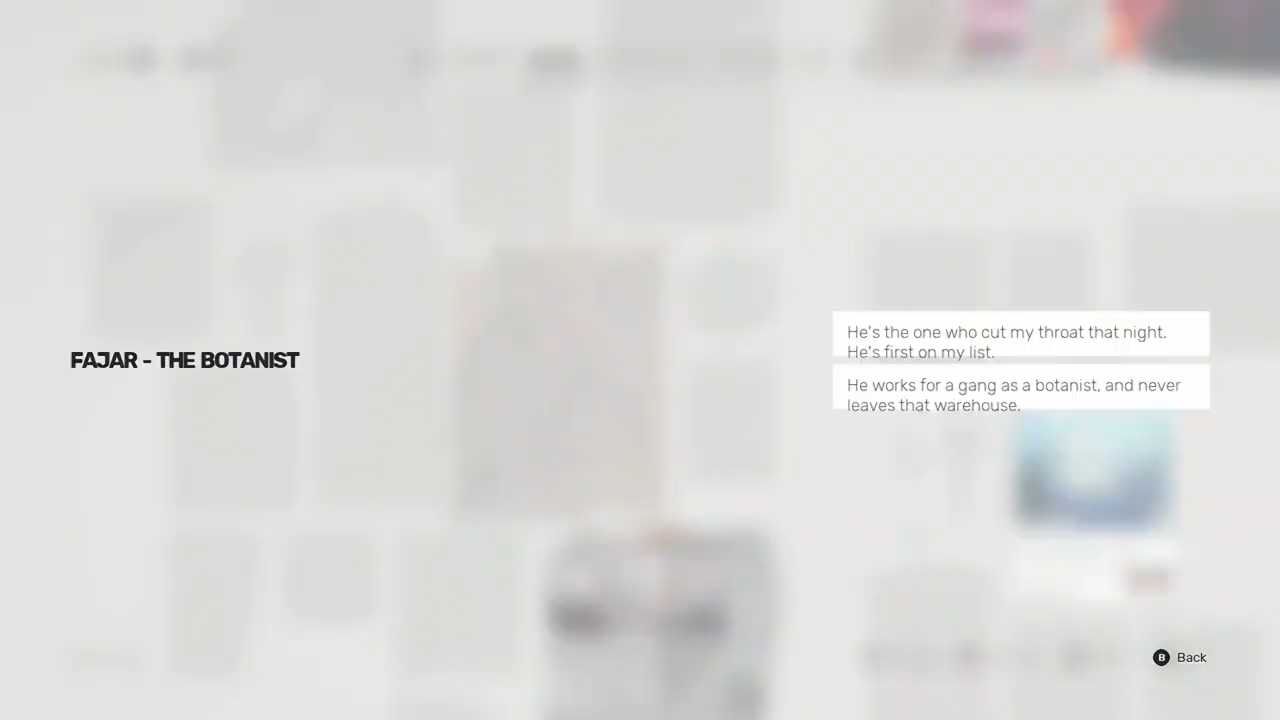 FAJAR - THE BOTANIST
He's the one who cut my throat that night.
He's first on my list.
He works for a gang as a botanist, and never
leaves that warehouse.
B Back